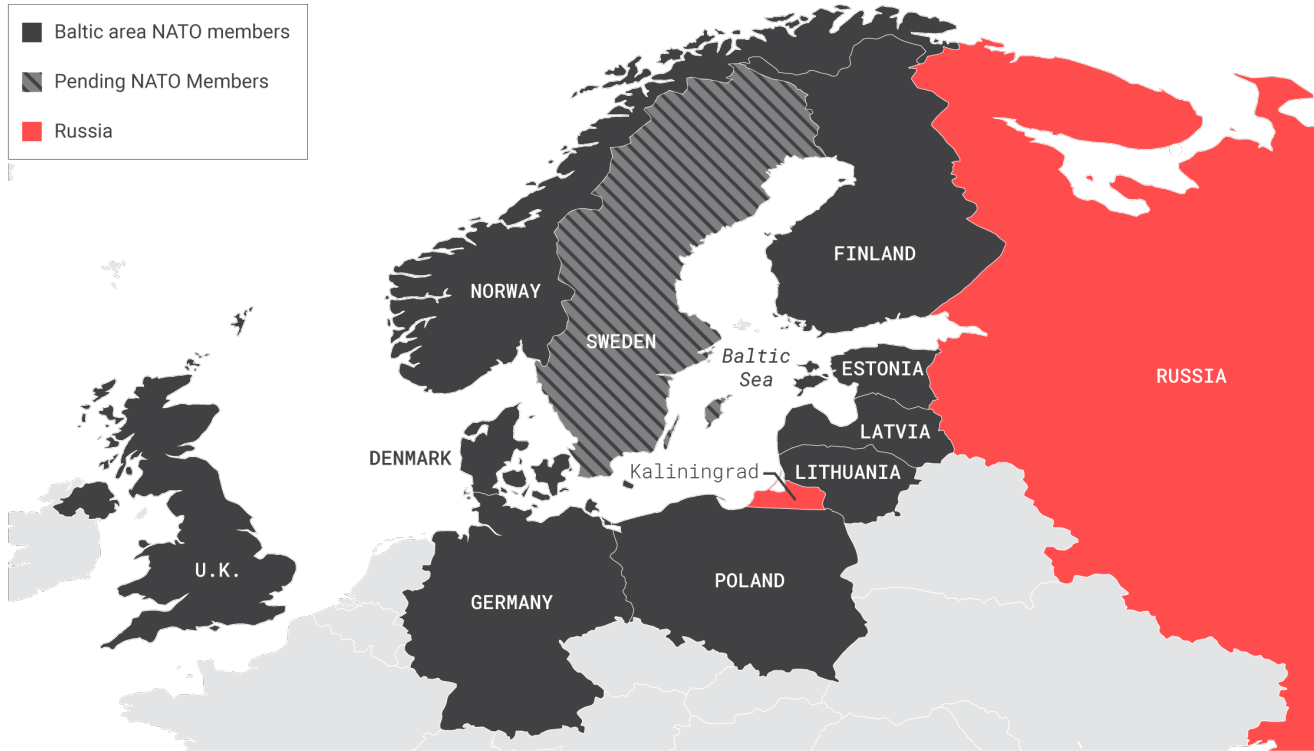 Baltic area NATO members
Pending NATO Members
Russia
FINLAND
NORWAY
SWEDEN
Baltic
Sea
ESTONIA
RUSSIA
LATVIA
DENMARK
Kaliningrad
LITHUANIA
U.K.
POLAND
GERMANY